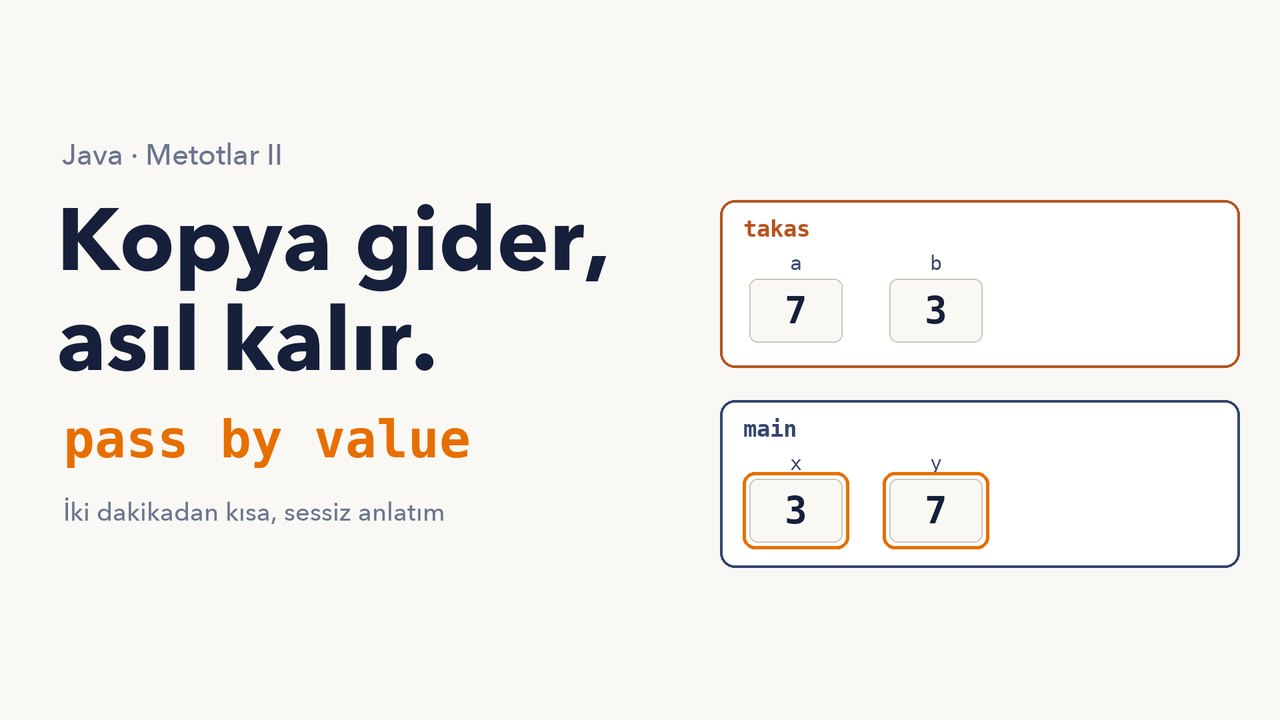 Java · Metotlar II
Kopya gider,
asıl kalır.
pass by value
İki dakikadan kısa, sessiz anlatım
takas
a b
7 3
main
x y
3 7